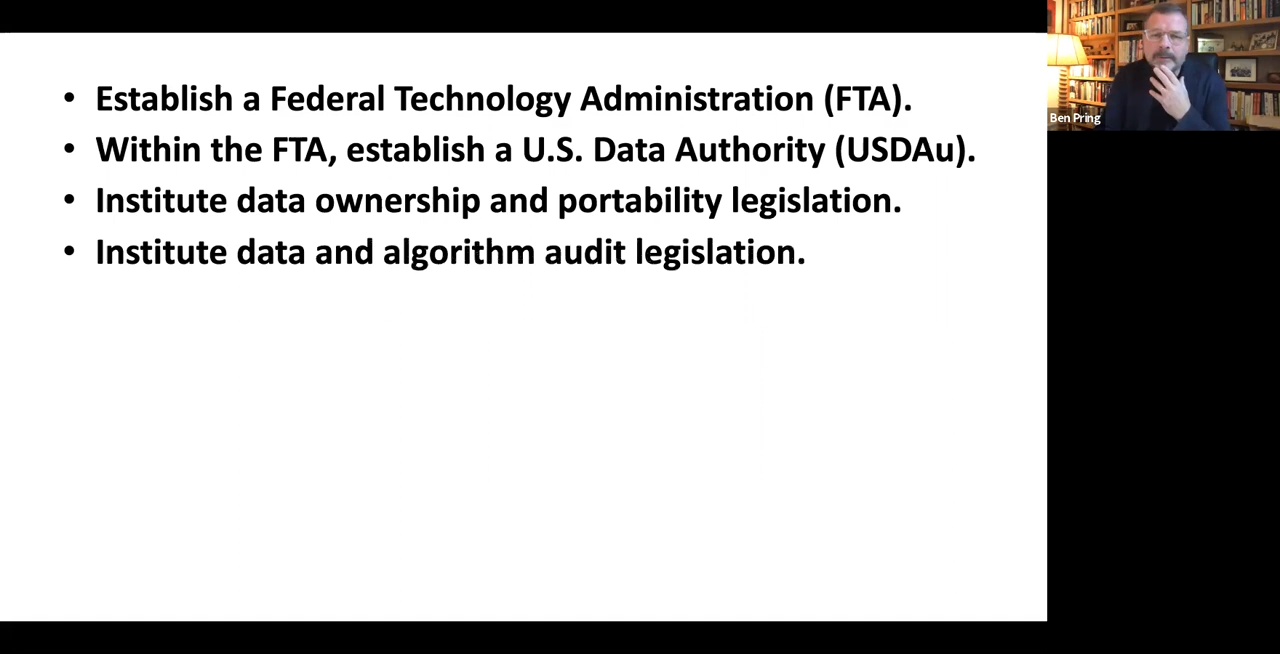 • Establish a Federal Technology Administration (FTA).
• Within the FTA, establish a U.S. Data Authority (USDAu).
• Institute data ownership and portability legislation.
• Institute data and algorithm audit legislation.
Ben Pring